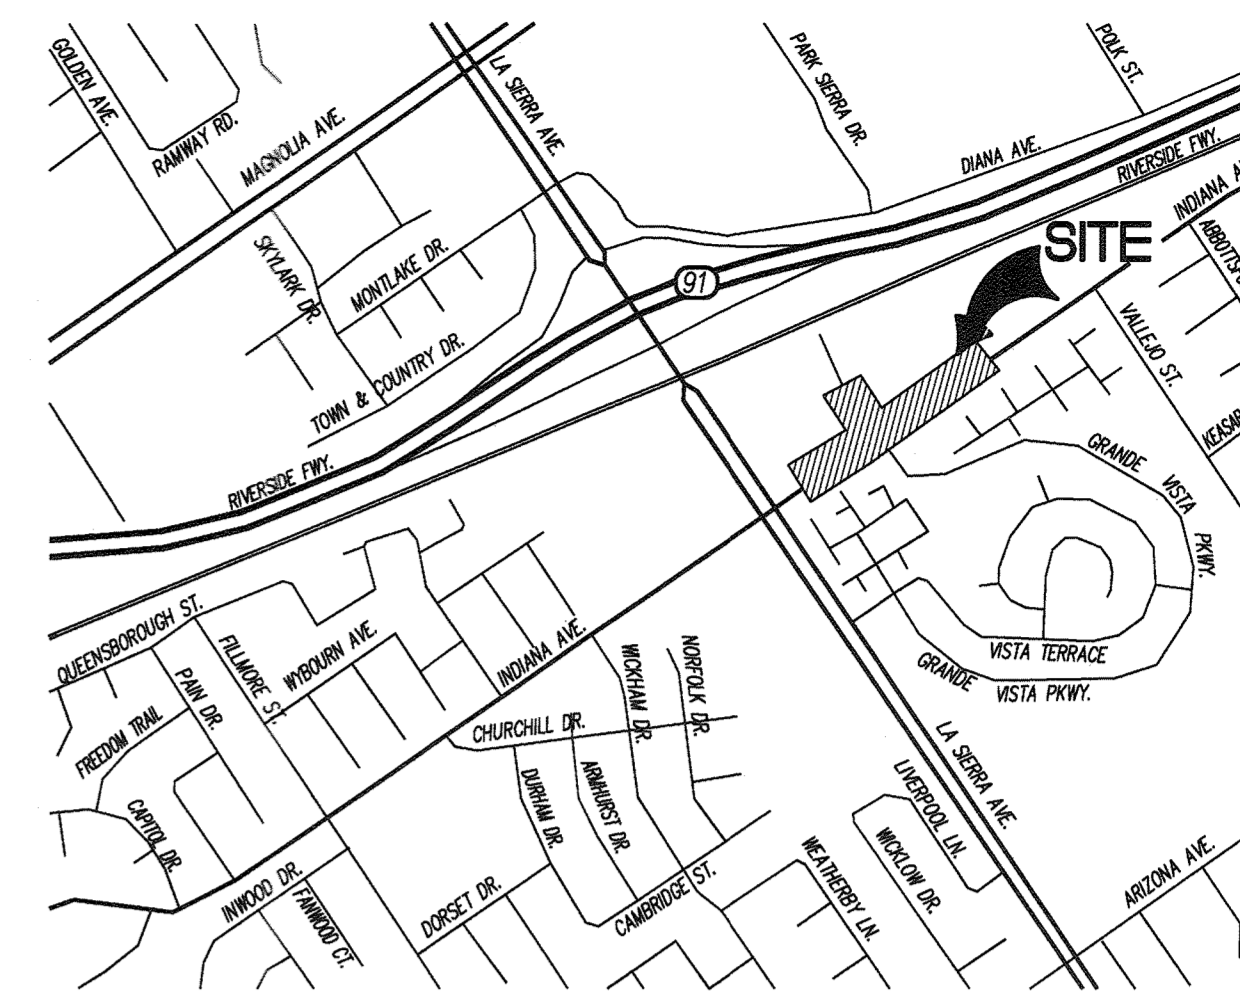 GOLDEN AVE.
RAMWAY RD.
MAGNOLIA AVE.
LA SIERRA AVE.
PARK SIERRA DR.
POLK ST.
DIANA AVE.
RIVERSIDE FWY.
INDIANA
SITE
SKYLARK DR.
MONTLAKE DR.
91
TOWN & COUNTRY DR.
VALLEJO ST.
RIVERSIDE FWY.
GRANDE
VISTA
PKWY.
QUEENSBOROUGH ST.
FILLMORE ST.
WYBOURN AVE.
INDIANA AVE.
PAIN DR.
FREEDOM TRAIL
CAPITOL DR.
WICKHAM DR.
NORFOLK DR.
CHURCHILL DR.
DURHAM DR.
ARMHURST DR.
VISTA TERRACE
GRANDE
VISTA PKWY.
LA SIERRA AVE.
LIVERPOOL LN.
WICKLOW DR.
WEATHERBY LN.
ARIZONA AVE.
INWOOD DR.
FANWOOD CT.
DORSET DR.
CAMBRIDGE ST.